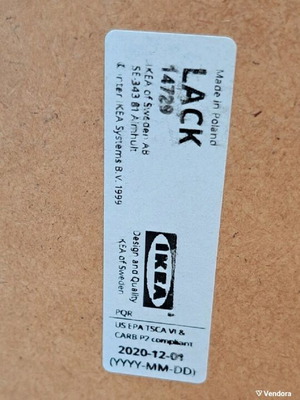 Made in Poland
LACK
14729
IKEA of Sweden AB
SE-343 81 Älmhult
© Inter IKEA Systems B.V. 1999
IKEA
Design and Quality
IKEA of Sweden
PQR
US EPA TSCA VI &
CARB P2 compliant
2020-12-01
(YYYY-MM-DD)
Vendora